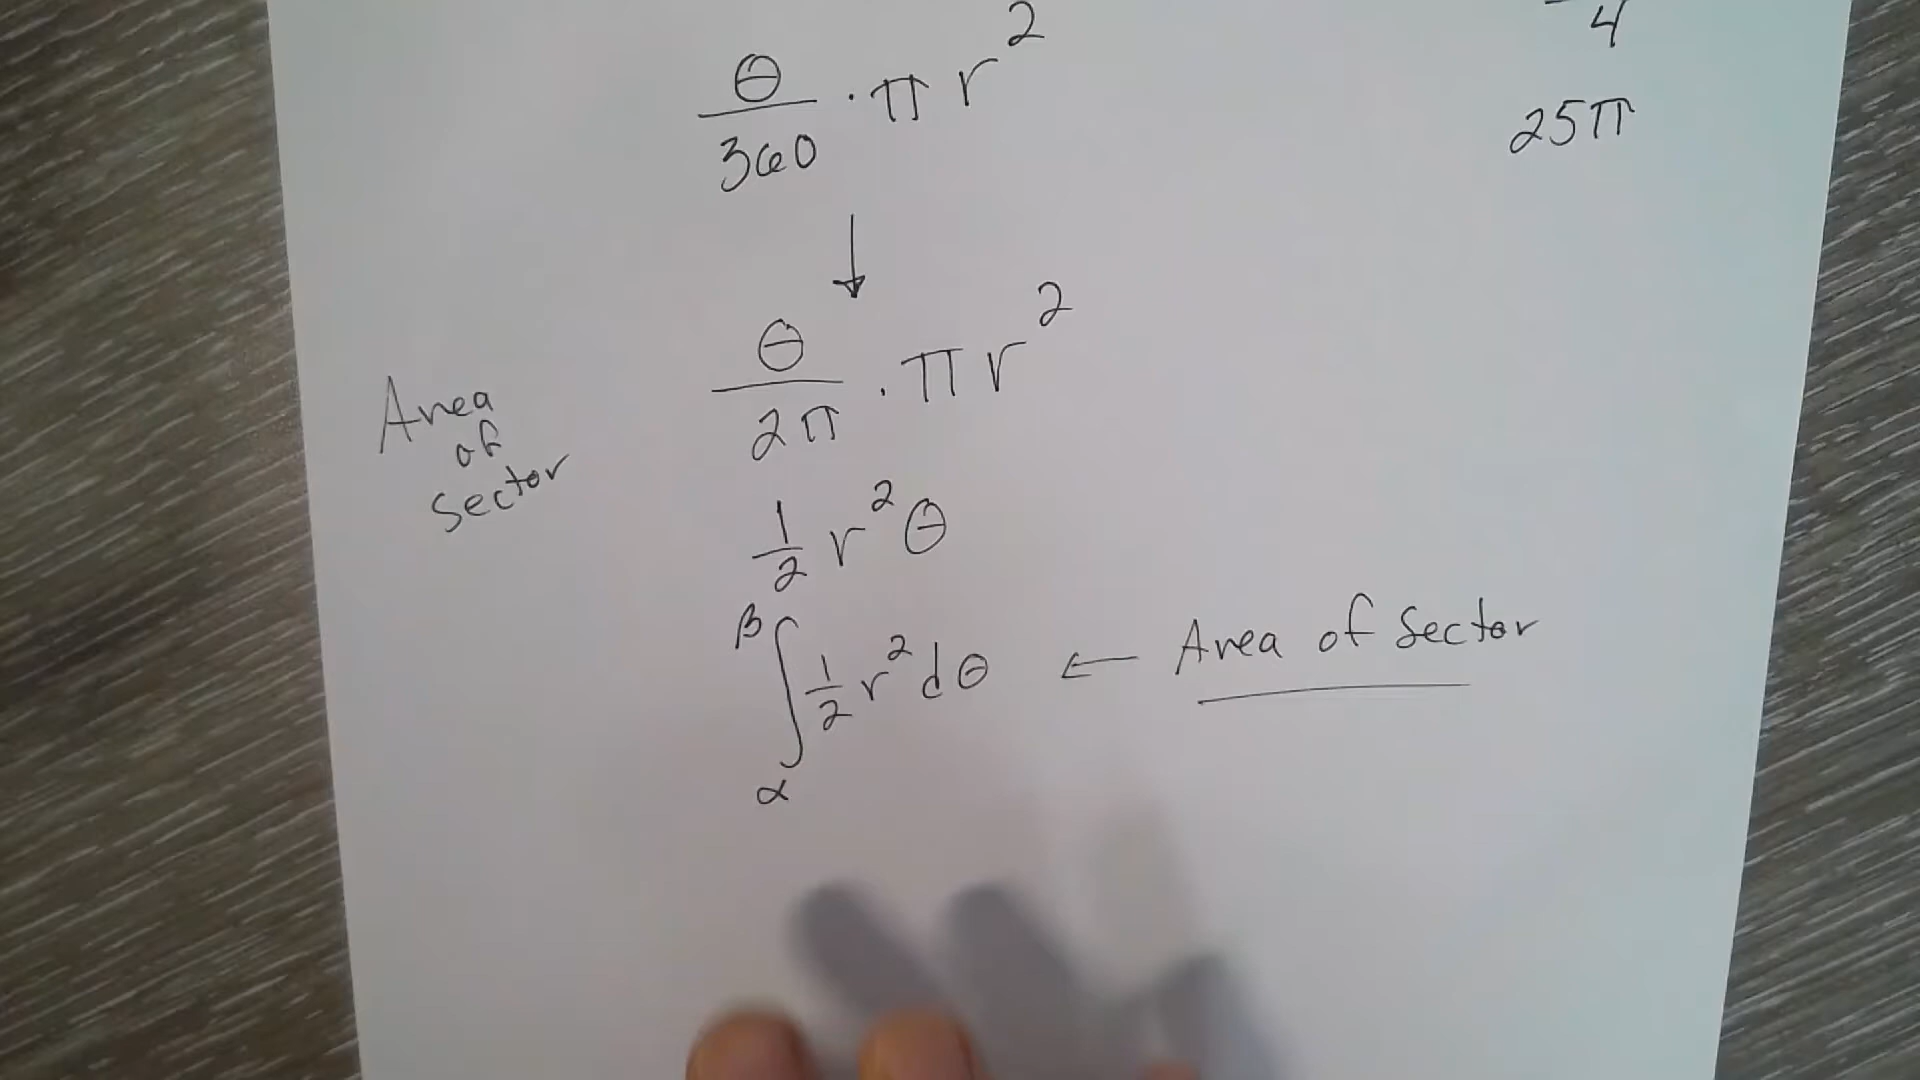 θ/360 · πr²
4
25π
↓
θ/2π · πr²
Area
of
Sector
1/2 r²θ
∫_α^β 1/2 r² dθ ← Area of Sector